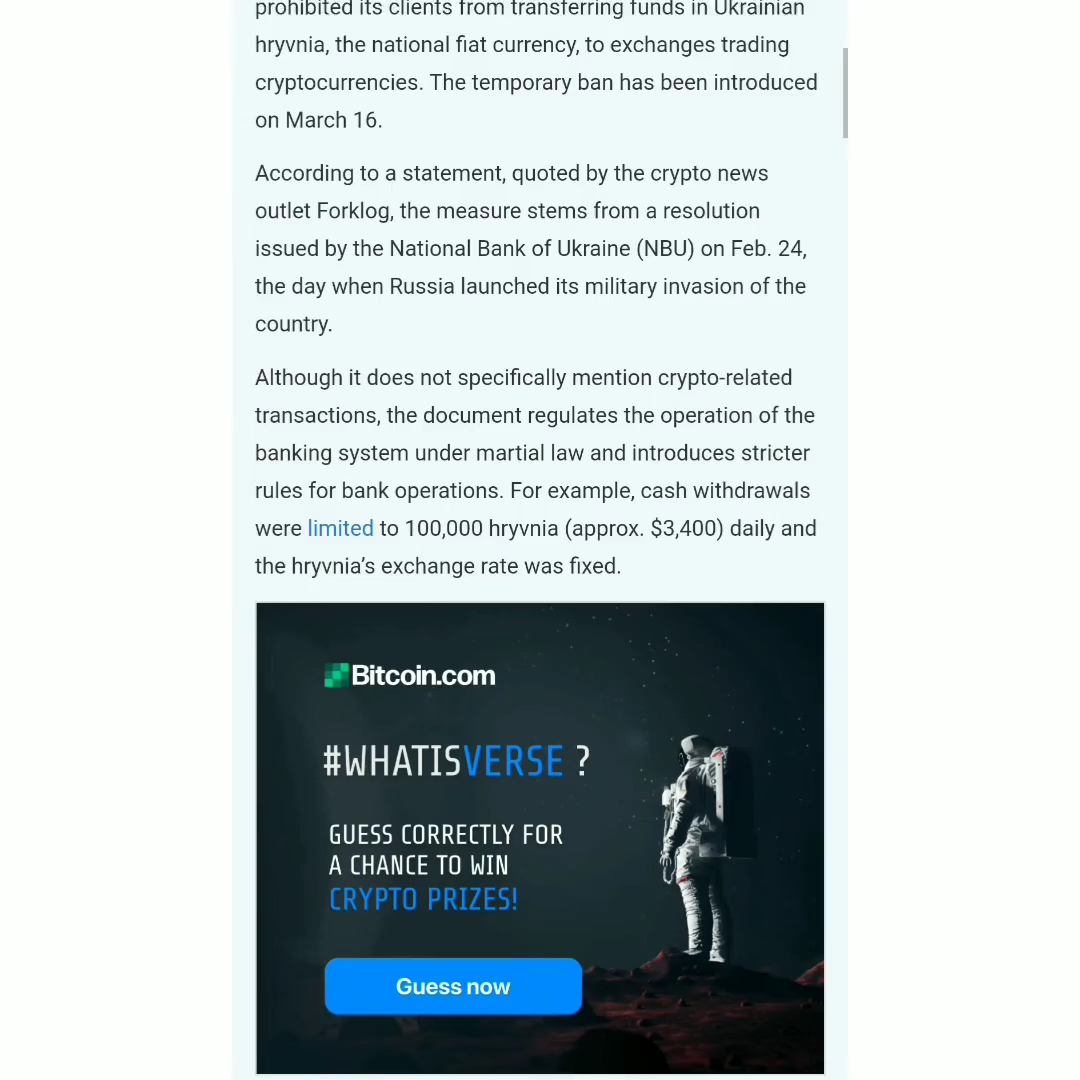 prohibited its clients from transferring funds in Ukrainian
hryvnia, the national fiat currency, to exchanges trading
cryptocurrencies. The temporary ban has been introduced
on March 16.
According to a statement, quoted by the crypto news
outlet Forklog, the measure stems from a resolution
issued by the National Bank of Ukraine (NBU) on Feb. 24,
the day when Russia launched its military invasion of the
country.
Although it does not specifically mention crypto-related
transactions, the document regulates the operation of the
banking system under martial law and introduces stricter
rules for bank operations. For example, cash withdrawals
were limited to 100,000 hryvnia (approx. $3,400) daily and
the hryvnia’s exchange rate was fixed.
Bitcoin.com
#WHATISVERSE ?
GUESS CORRECTLY FOR
A CHANCE TO WIN
CRYPTO PRIZES!
Guess now